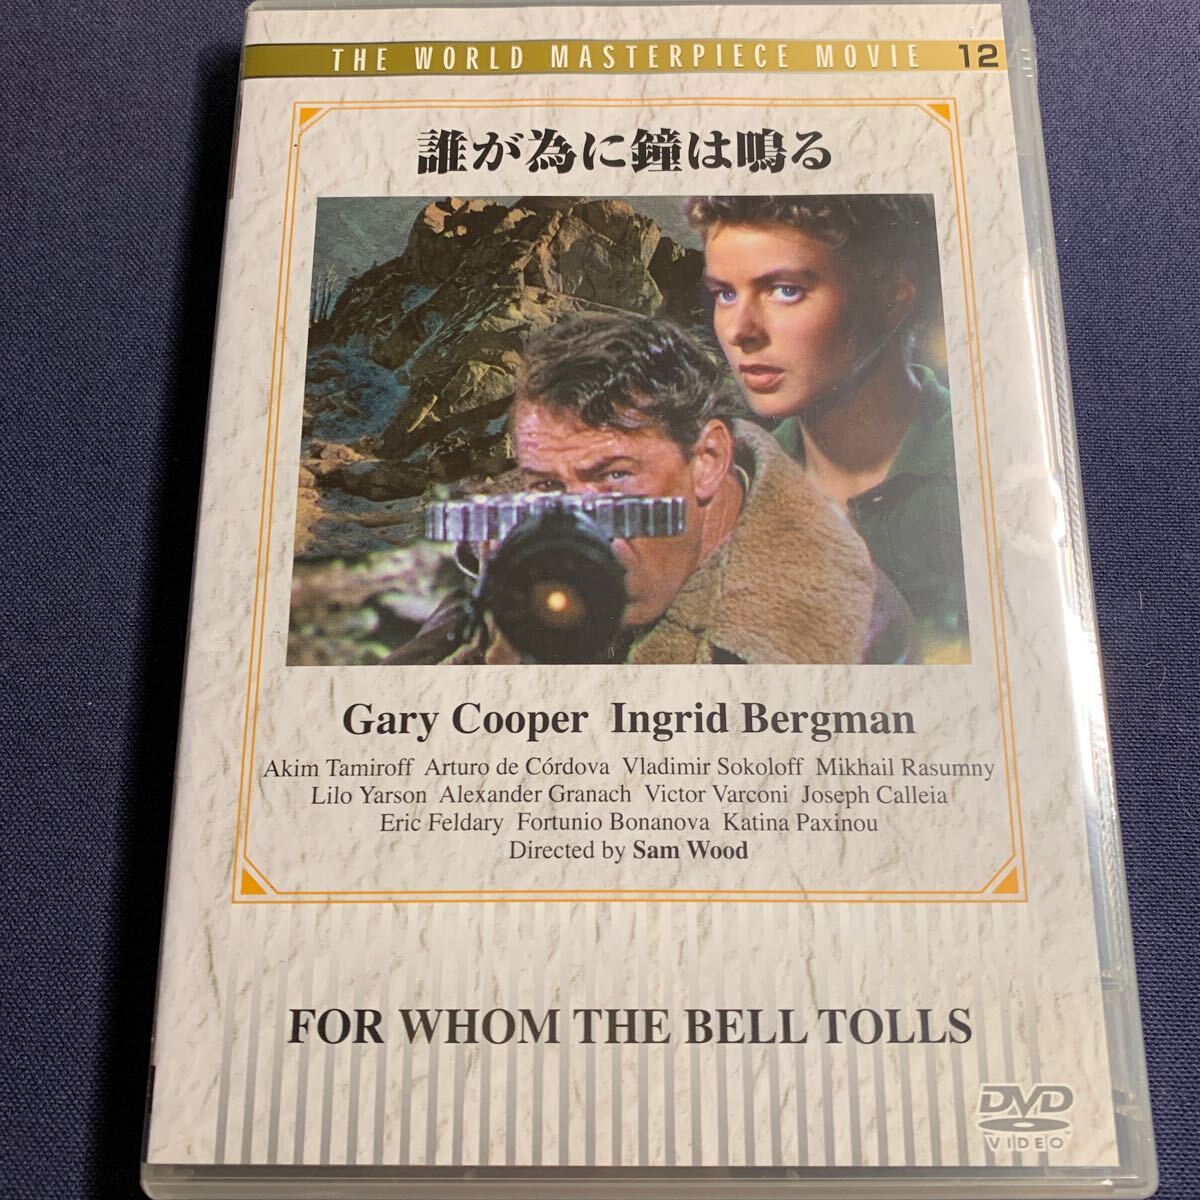 THE WORLD MASTERPIECE MOVIE 12
誰が為に鐘は鳴る
Gary Cooper Ingrid Bergman
Akim Tamiroff Arturo de Córdova Vladimir Sokoloff Mikhail Rasumny
Lilo Yarson Alexander Granach Victor Varconi Joseph Calleia
Eric Feldary Fortunio Bonanova Katina Paxinou
Directed by Sam Wood
FOR WHOM THE BELL TOLLS
DVD
VIDEO